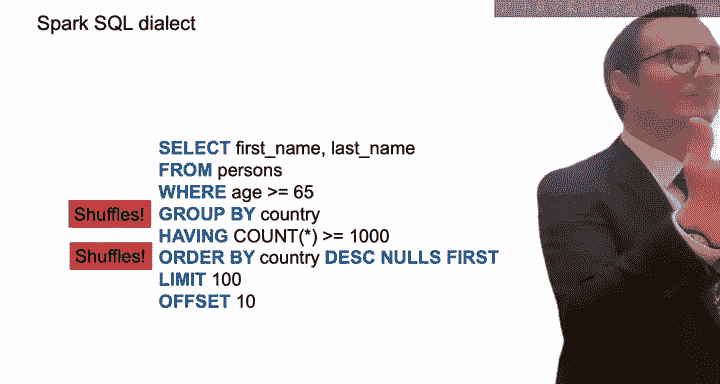 Spark SQL dialect
SELECT first_name, last_name
FROM persons
WHERE age >= 65
Shuffles! GROUP BY country
HAVING COUNT(*) >= 1000
Shuffles! ORDER BY country DESC NULLS FIRST
LIMIT 100
OFFSET 10